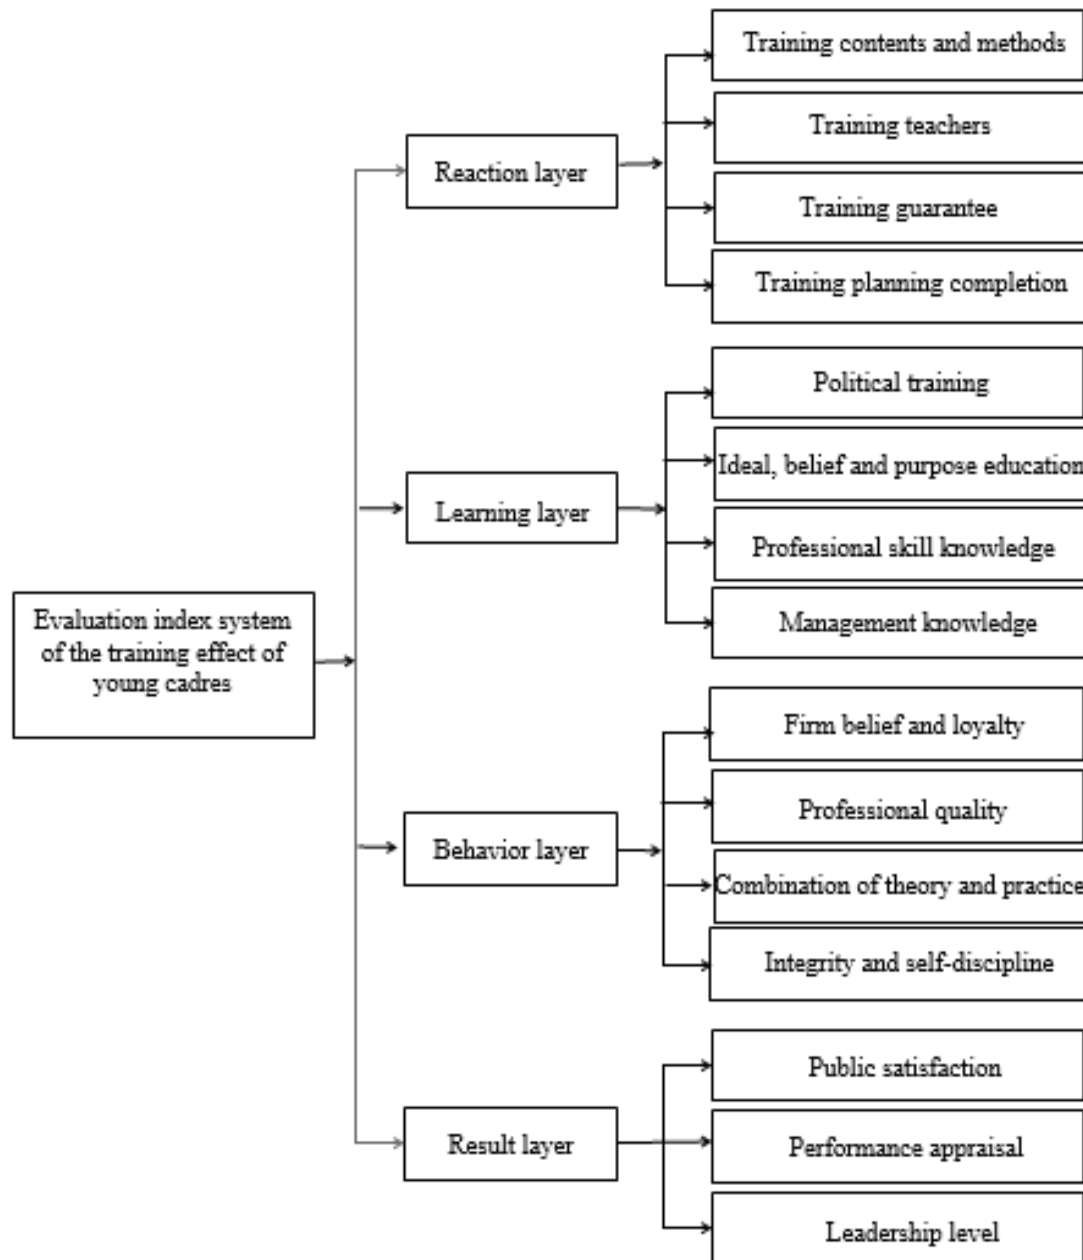 Training contents and methods
Training teachers
Reaction layer
Training guarantee
Training planning completion
Political training
Ideal, belief and purpose education
Learning layer
Professional skill knowledge
Management knowledge
Evaluation index system
of the training effect of
young cadres
Firm belief and loyalty
Professional quality
Behavior layer
Combination of theory and practice
Integrity and self-discipline
Public satisfaction
Result layer
Performance appraisal
Leadership level